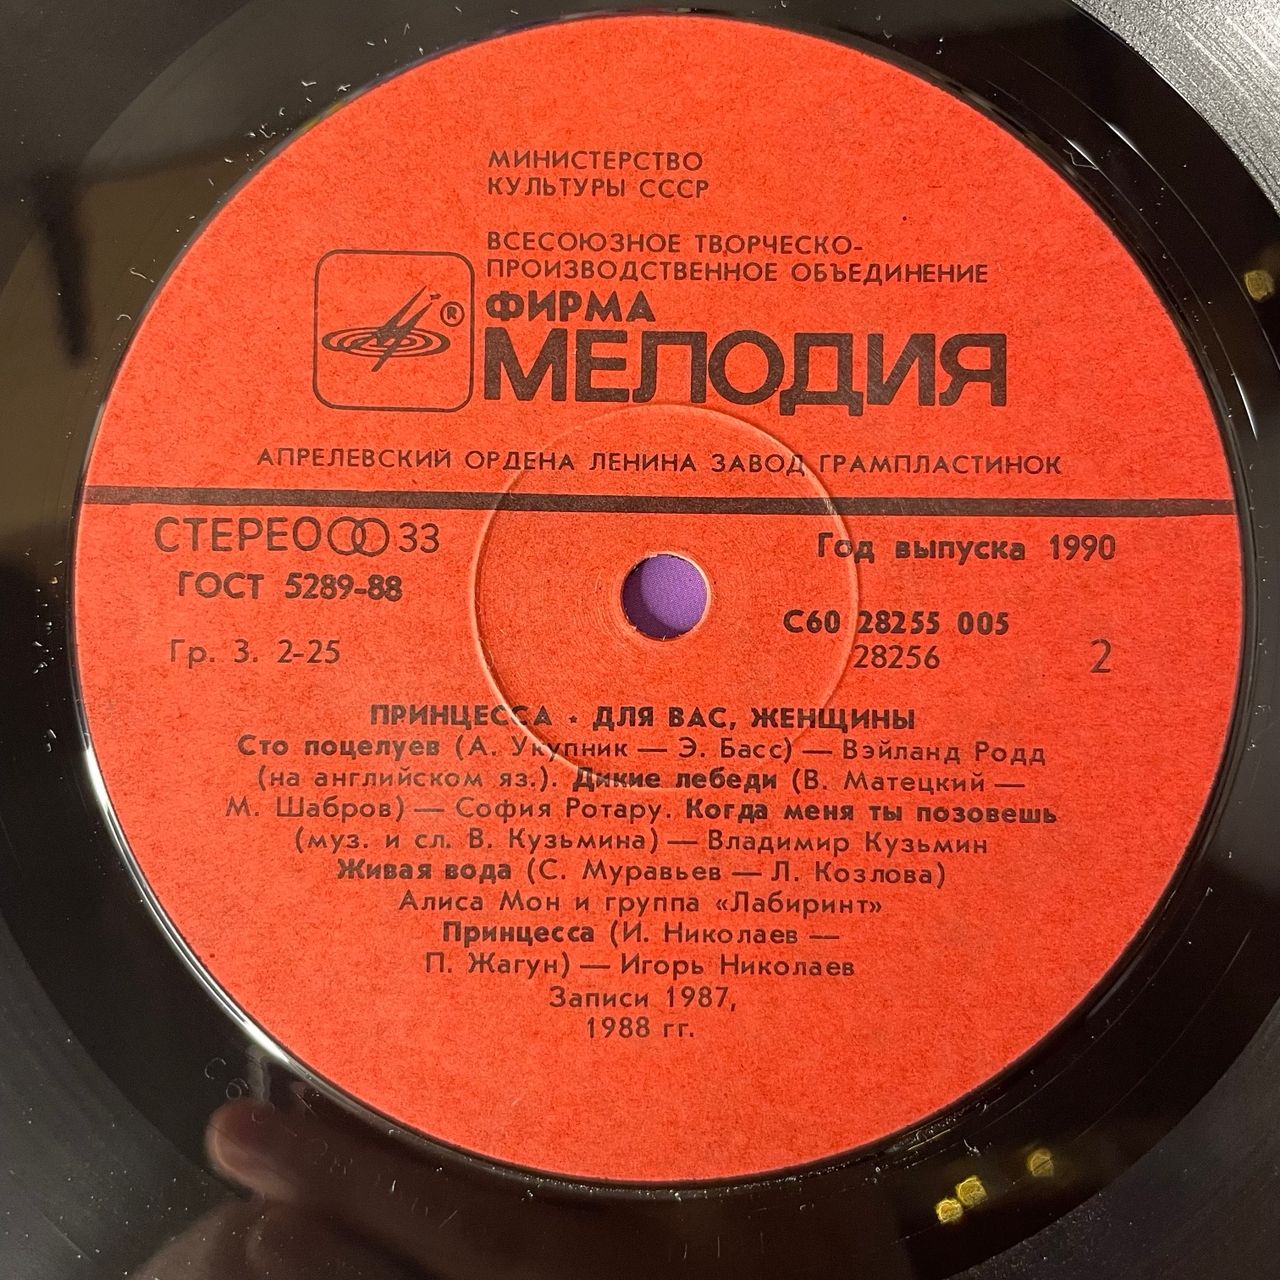 МИНИСТЕРСТВО
КУЛЬТУРЫ СССР
ВСЕСОЮЗНОЕ ТВОРЧЕСКО-
ПРОИЗВОДСТВЕННОЕ ОБЪЕДИНЕНИЕ
ФИРМА
®
МЕЛОДИЯ
АПРЕЛЕВСКИЙ ОРДЕНА ЛЕНИНА ЗАВОД ГРАМПЛАСТИНОК
СТЕРЕО 33
Год выпуска 1990
ГОСТ 5289-88
С60 28255 005
Гр. 3. 2-25
28256
2
ПРИНЦЕССА · ДЛЯ ВАС, ЖЕНЩИНЫ
Сто поцелуев (А. Укупник — Э. Басс) — Вэйланд Родд
(на английском яз.). Дикие лебеди (В. Матецкий —
М. Шабров) — София Ротару. Когда меня ты позовешь
(муз. и сл. В. Кузьмина) — Владимир Кузьмин
Живая вода (С. Муравьев — Л. Козлова)
Алиса Мон и группа «Лабиринт»
Принцесса (И. Николаев —
П. Жагун) — Игорь Николаев
Записи 1987,
1988 гг.